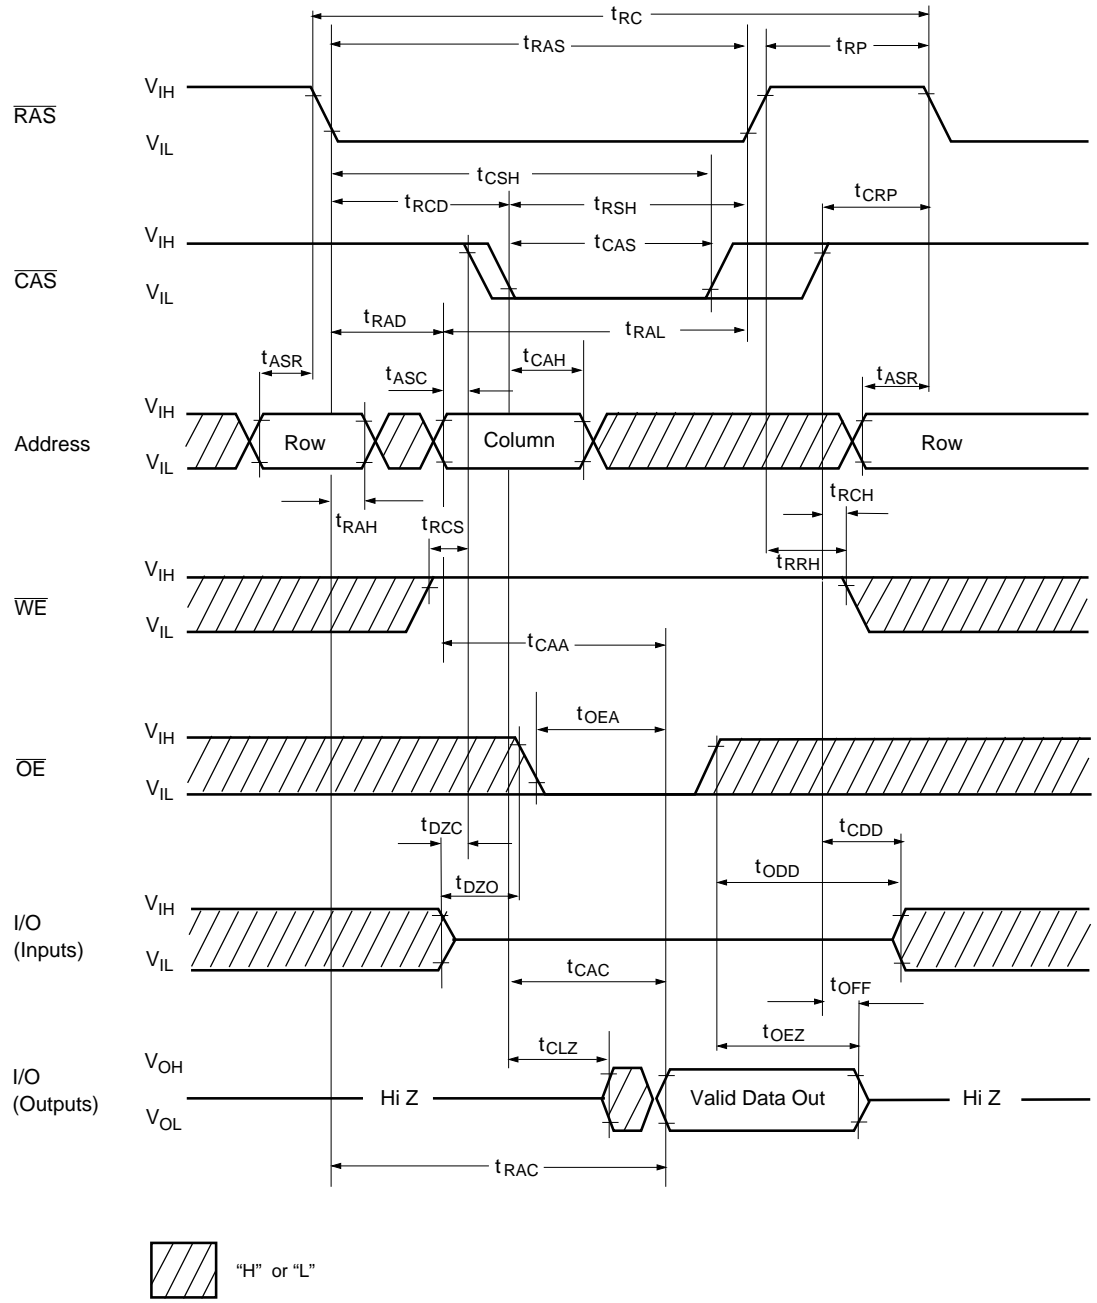 tRC
tRAS
tRP
VIH
RAS
VIL
tCSH
tRCD
tRSH
tCRP
VIH
tCAS
CAS
VIL
tRAD
tRAL
tASR
tCAH
tASC
tASR
VIH
Address
Row
Column
Row
VIL
tRCH
tRAH
tRCS
tRRH
VIH
WE
VIL
tCAA
tOEA
VIH
OE
VIL
tDZC
tCDD
tODD
tDZO
VIH
I/O
(Inputs)
VIL
tCAC
tOFF
tOEZ
tCLZ
VOH
I/O
(Outputs)
Hi Z
Valid Data Out
Hi Z
VOL
tRAC
“H” or “L”